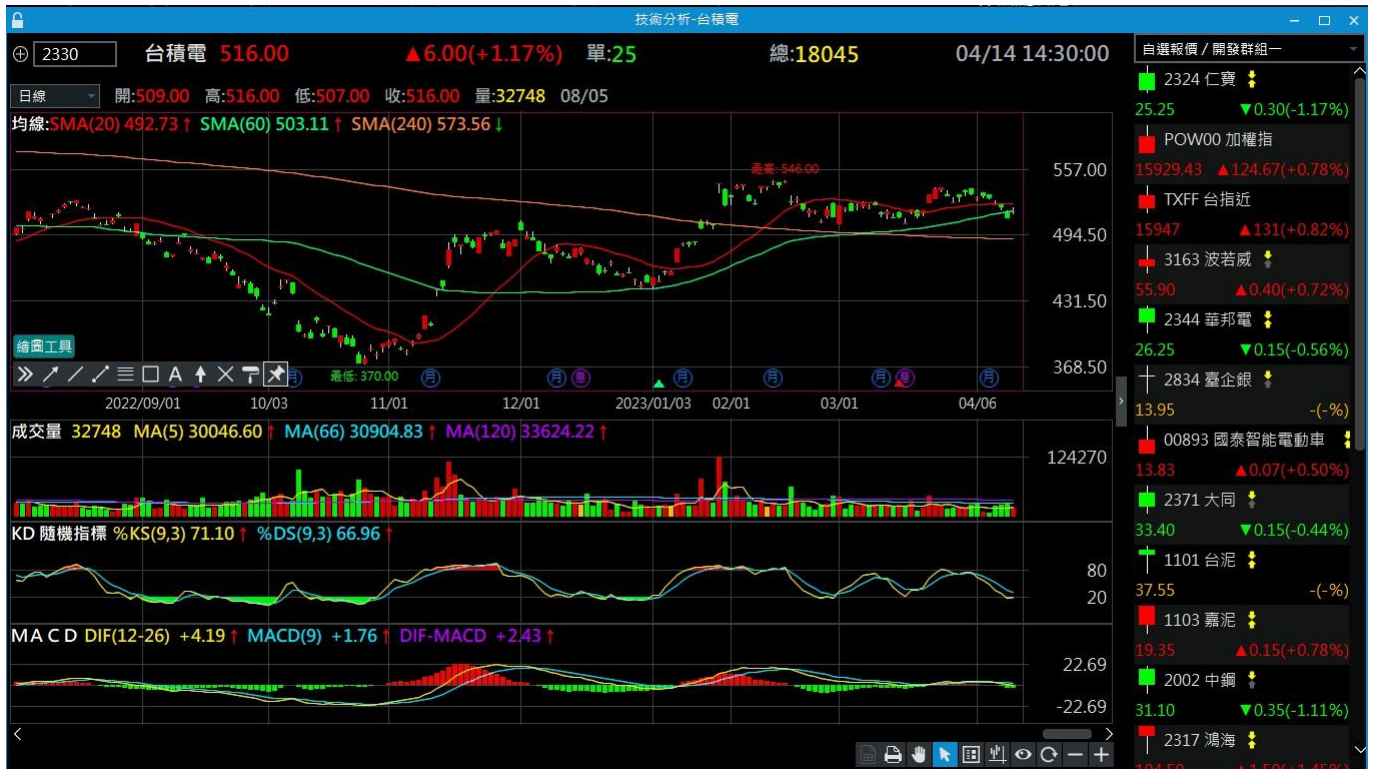 技術分析-台積電
2330 台積電 516.00 ▲6.00(+1.17%) 單:25 總:18045 04/14 14:30:00
日線 開:509.00 高:516.00 低:507.00 收:516.00 量:32748 08/05
均線:SMA(20) 492.73↑ SMA(60) 503.11↑ SMA(240) 573.56↓
最高: 546.00
557.00
494.50
431.50
繪圖工具
368.50
A
最低: 370.00 月 月 月 月 月 月
2022/09/01 10/03 11/01 12/01 2023/01/03 02/01 03/01 04/06
成交量 32748 MA(5) 30046.60↑ MA(66) 30904.83↑ MA(120) 33624.22↑
124270
KD 隨機指標 %KS(9,3) 71.10↑ %DS(9,3) 66.96↑
80
20
MACD DIF(12-26) +4.19↑ MACD(9) +1.76↑ DIF-MACD +2.43↑
22.69
-22.69
自選報價 / 開發群組一
2324 仁寶
25.25 ▼0.30(-1.17%)
POW00 加權指
15929.43 ▲124.67(+0.78%)
TXFF 台指近
15947 ▲131(+0.82%)
3163 波若威
55.90 ▲0.40(+0.72%)
2344 華邦電
26.25 ▼0.15(-0.56%)
2834 臺企銀
13.95 -(-%)
00893 國泰智能電動車
13.83 ▲0.07(+0.50%)
2371 大同
33.40 ▼0.15(-0.44%)
1101 台泥
37.55 -(-%)
1103 嘉泥
19.35 ▲0.15(+0.78%)
2002 中鋼
31.10 ▼0.35(-1.11%)
2317 鴻海